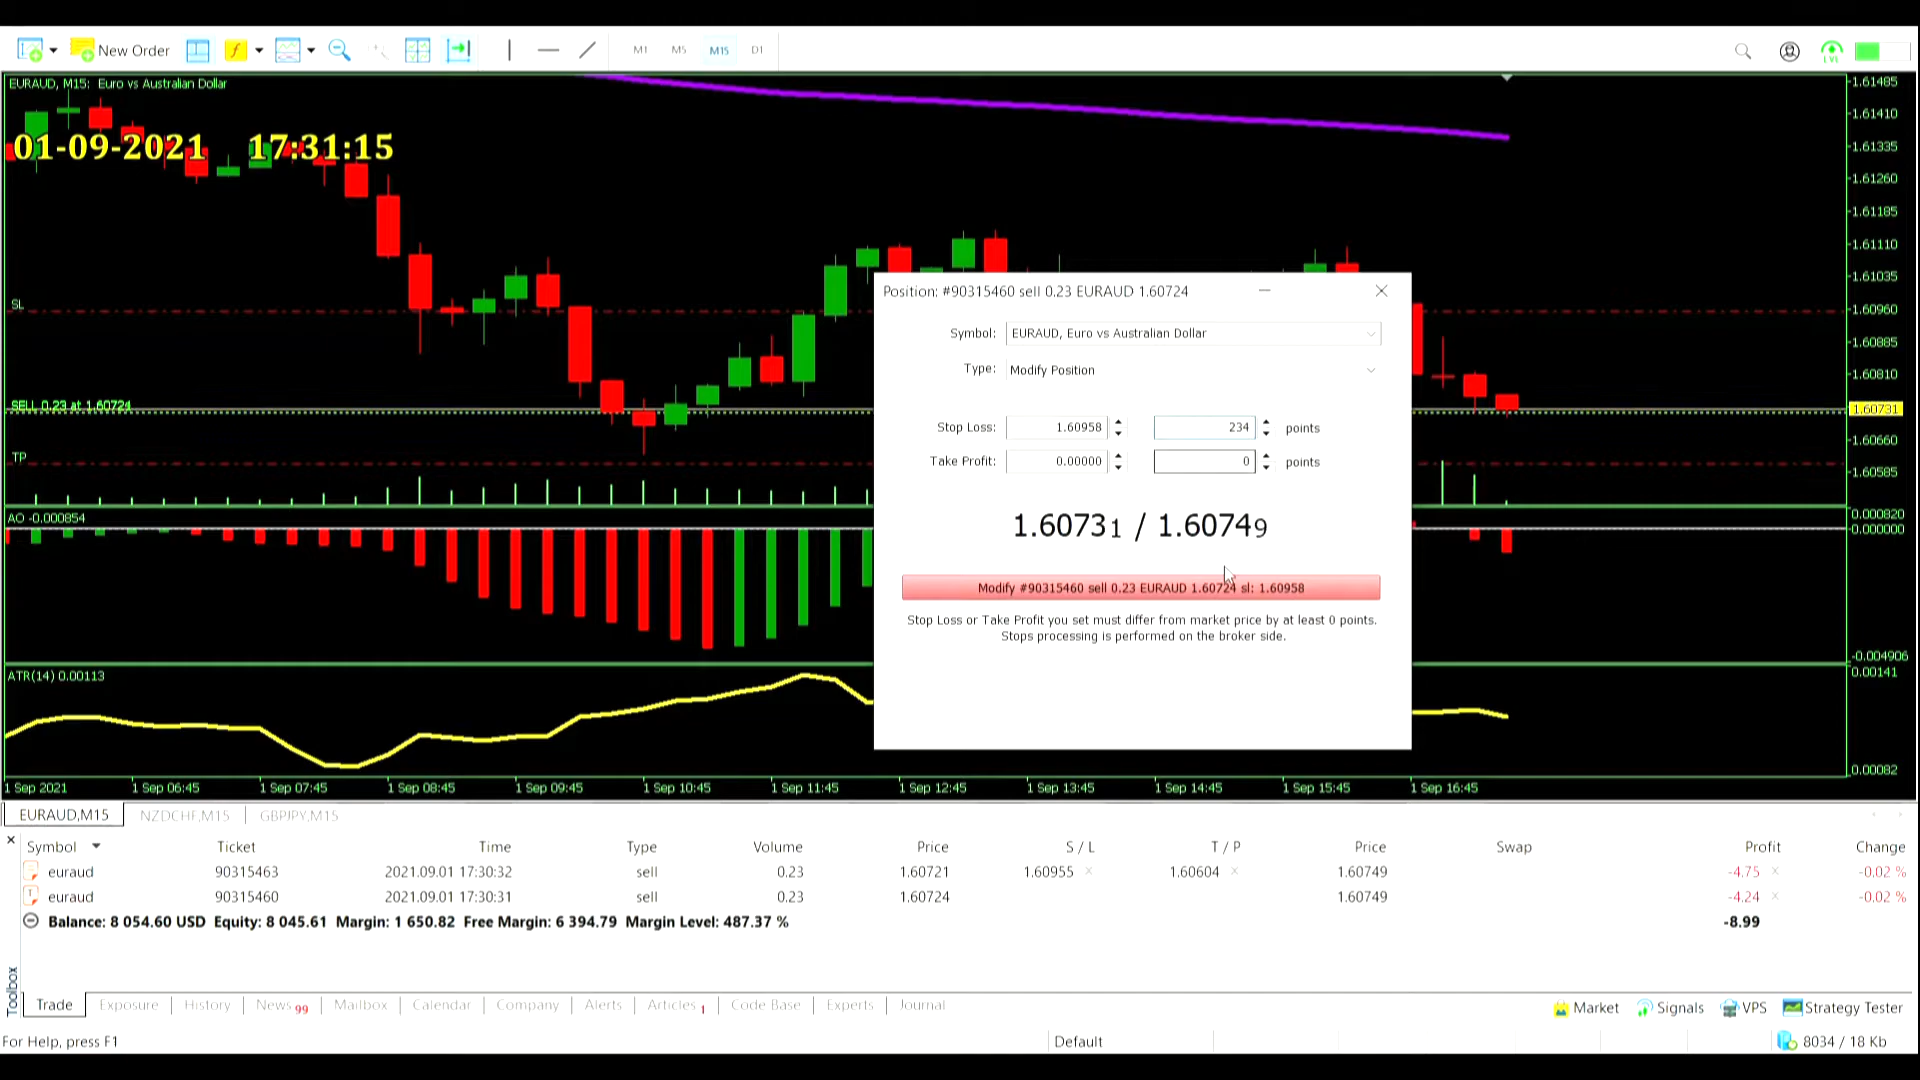 New Order M1 M5 M15 D1
EURAUD, M15: Euro vs Australian Dollar
01-09-2021 17:31:15
1.61485
1.61410
1.61335
1.61260
1.61185
1.61110
1.61035
1.60960
1.60885
1.60810
1.60731
1.60660
1.60585
SL
SELL 0.23 at 1.60724
TP
Position: #90315460 sell 0.23 EURAUD 1.60724
Symbol: EURAUD, Euro vs Australian Dollar
Type: Modify Position
Stop Loss: 1.60958 234 points
Take Profit: 0.00000 0 points
1.60731 / 1.60749
Modify #90315460 sell 0.23 EURAUD 1.60724 sl: 1.60958
Stop Loss or Take Profit you set must differ from market price by at least 0 points.
Stops processing is performed on the broker side.
AO -0.000854
0.000820
0.000000
-0.004906
ATR(14) 0.00113
0.00141
0.00082
1 Sep 2021 1 Sep 06:45 1 Sep 07:45 1 Sep 08:45 1 Sep 09:45 1 Sep 10:45 1 Sep 11:45 1 Sep 12:45 1 Sep 13:45 1 Sep 14:45 1 Sep 15:45 1 Sep 16:45
EURAUD,M15 NZDCHF,M15 GBPJPY,M15
Symbol Ticket Time Type Volume Price S / L T / P Price Swap Profit Change
euraud 90315463 2021.09.01 17:30:32 sell 0.23 1.60721 1.60955 1.60604 1.60749 -4.75 -0.02 %
euraud 90315460 2021.09.01 17:30:31 sell 0.23 1.60724 1.60749 -4.24 -0.02 %
Balance: 8 054.60 USD Equity: 8 045.61 Margin: 1 650.82 Free Margin: 6 394.79 Margin Level: 487.37 % -8.99
Toolbox
Trade Exposure History News 99 Mailbox Calendar Company Alerts Articles 1 Code Base Experts Journal
Market Signals VPS Strategy Tester
For Help, press F1 Default 8034 / 18 Kb